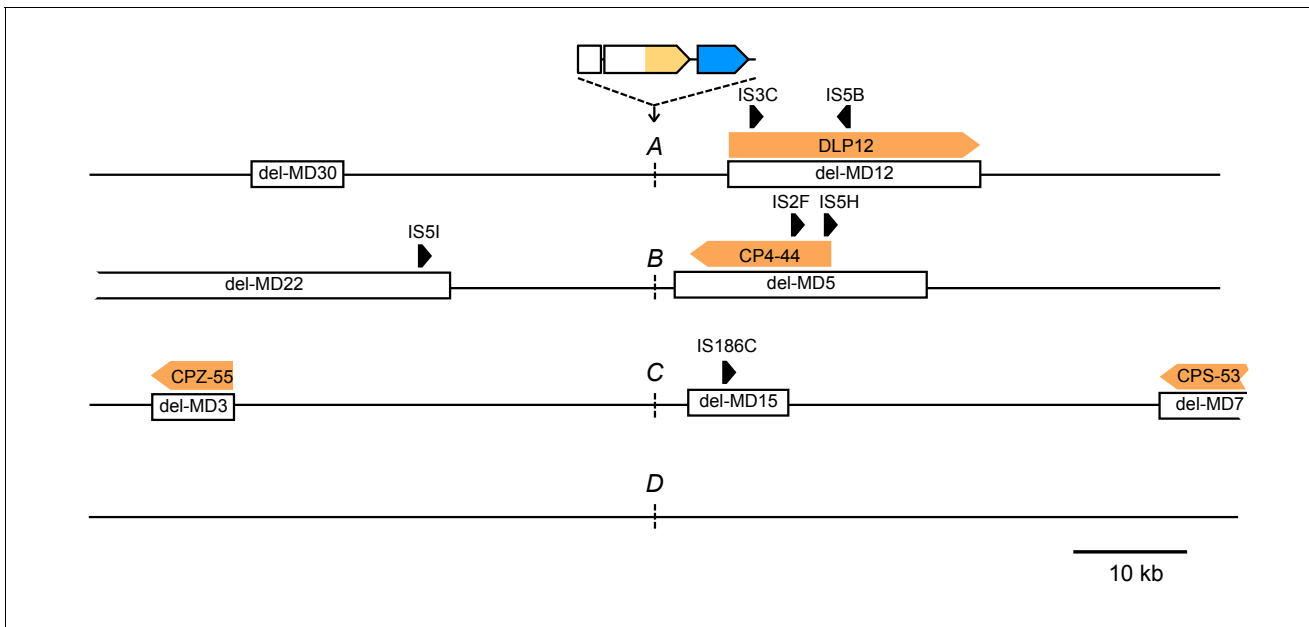 IS3C IS5B
A DLP12
del-MD30 del-MD12
IS2F IS5H
IS5I
B CP4-44
del-MD22 del-MD5
IS186C
CPZ-55 C CPS-53
del-MD3 del-MD15 del-MD7
D
10 kb